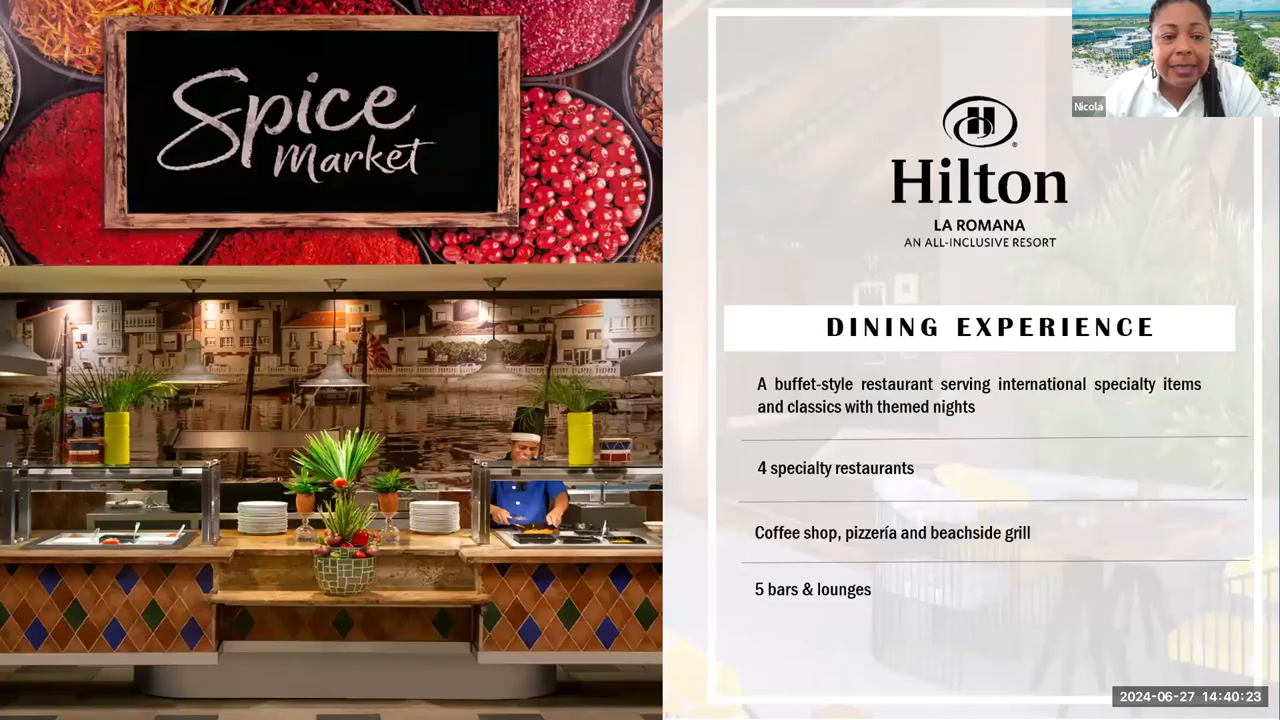 Spice
Market
Nicola
Hilton
LA ROMANA
AN ALL-INCLUSIVE RESORT
DINING EXPERIENCE
A buffet-style restaurant serving international specialty items
and classics with themed nights
4 specialty restaurants
Coffee shop, pizzería and beachside grill
5 bars & lounges
2024-06-27 14:40:23